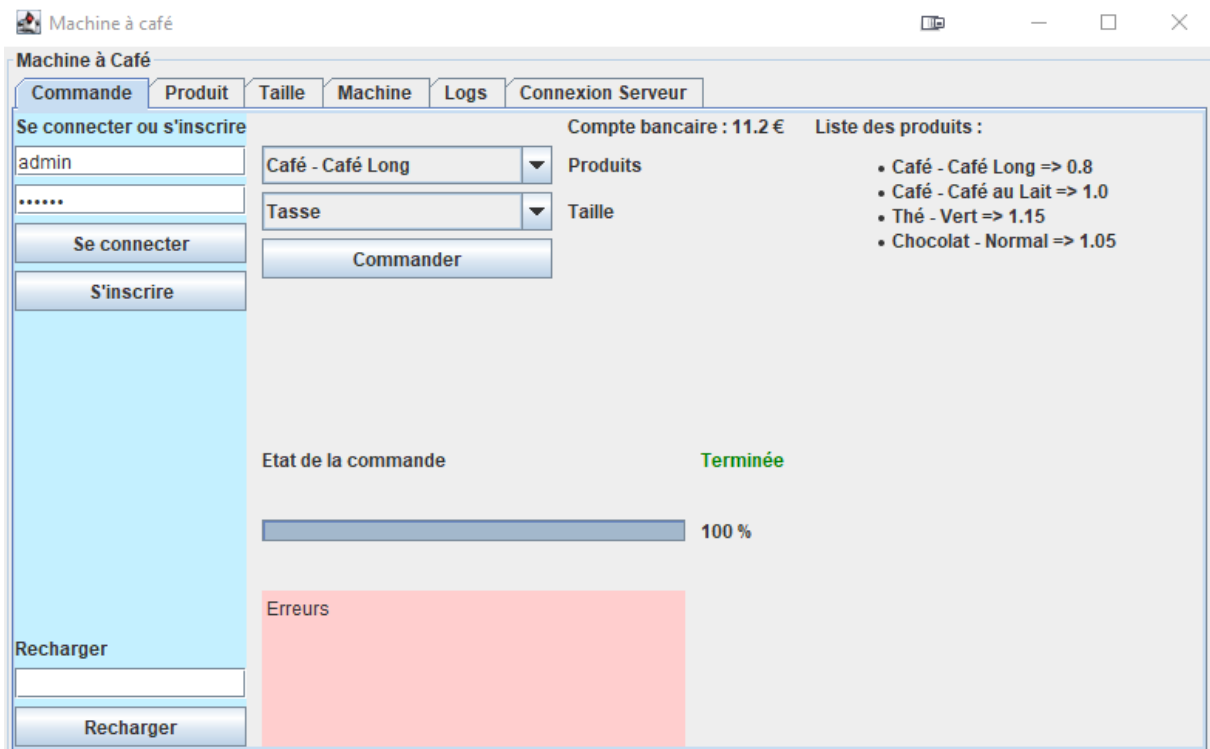 Machine à café
Machine à Café
Commande Produit Taille Machine Logs Connexion Serveur
Se connecter ou s'inscrire
admin
••••••
Se connecter
S'inscrire
Recharger
Recharger
Café - Café Long
Tasse
Commander
Compte bancaire : 11.2 €
Produits
Taille
Etat de la commande
Terminée
100 %
Erreurs
Liste des produits :
• Café - Café Long => 0.8
• Café - Café au Lait => 1.0
• Thé - Vert => 1.15
• Chocolat - Normal => 1.05